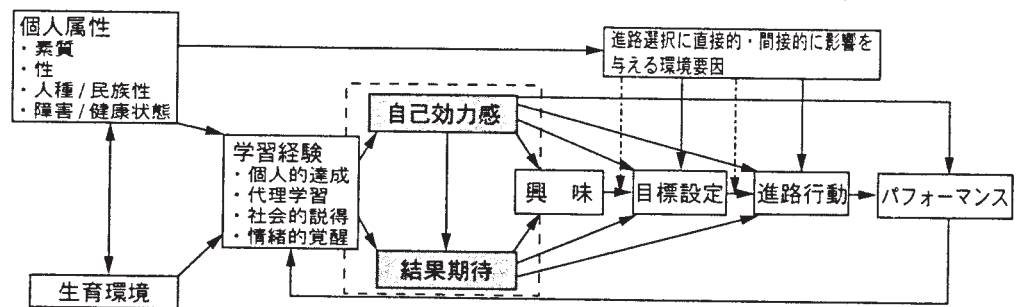 個人属性
・素質
・性
・人種 / 民族性
・障害 / 健康状態
進路選択に直接的・間接的に影響を
与える環境要因
自己効力感
学習経験
・個人的達成
・代理学習
・社会的説得
・情緒的覚醒
興　味
目標設定
進路行動
パフォーマンス
結果期待
生育環境